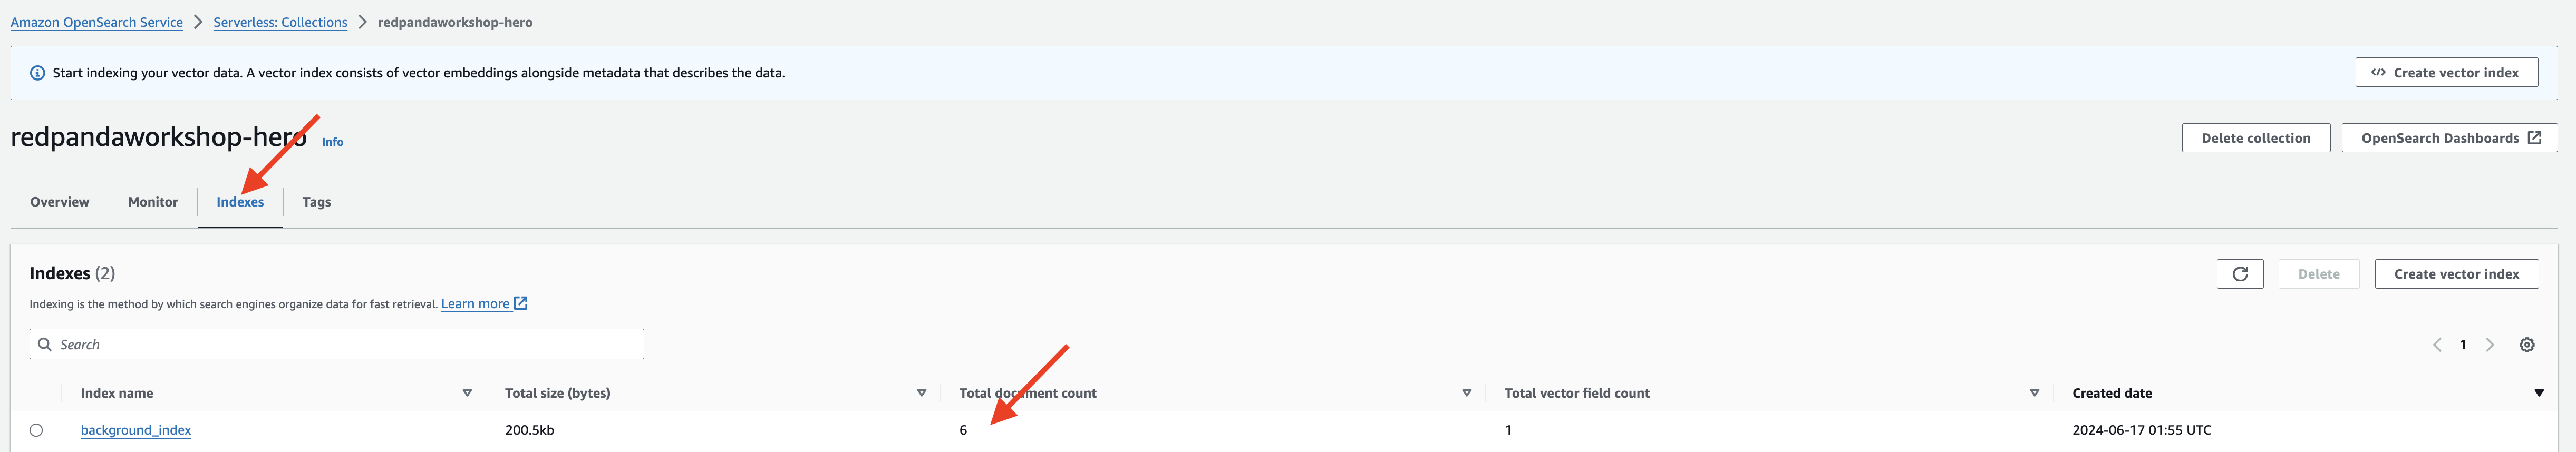 Amazon OpenSearch Service > Serverless: Collections > redpandaworkshop-hero
Start indexing your vector data. A vector index consists of vector embeddings alongside metadata that describes the data.
Create vector index
redpandaworkshop-hero Info
Delete collection
OpenSearch Dashboards
Overview Monitor Indexes Tags
Indexes (2)
Delete
Create vector index
Indexing is the method by which search engines organize data for fast retrieval. Learn more
Search
1
Index name Total size (bytes) Total document count Total vector field count Created date
background_index 200.5kb 6 1 2024-06-17 01:55 UTC